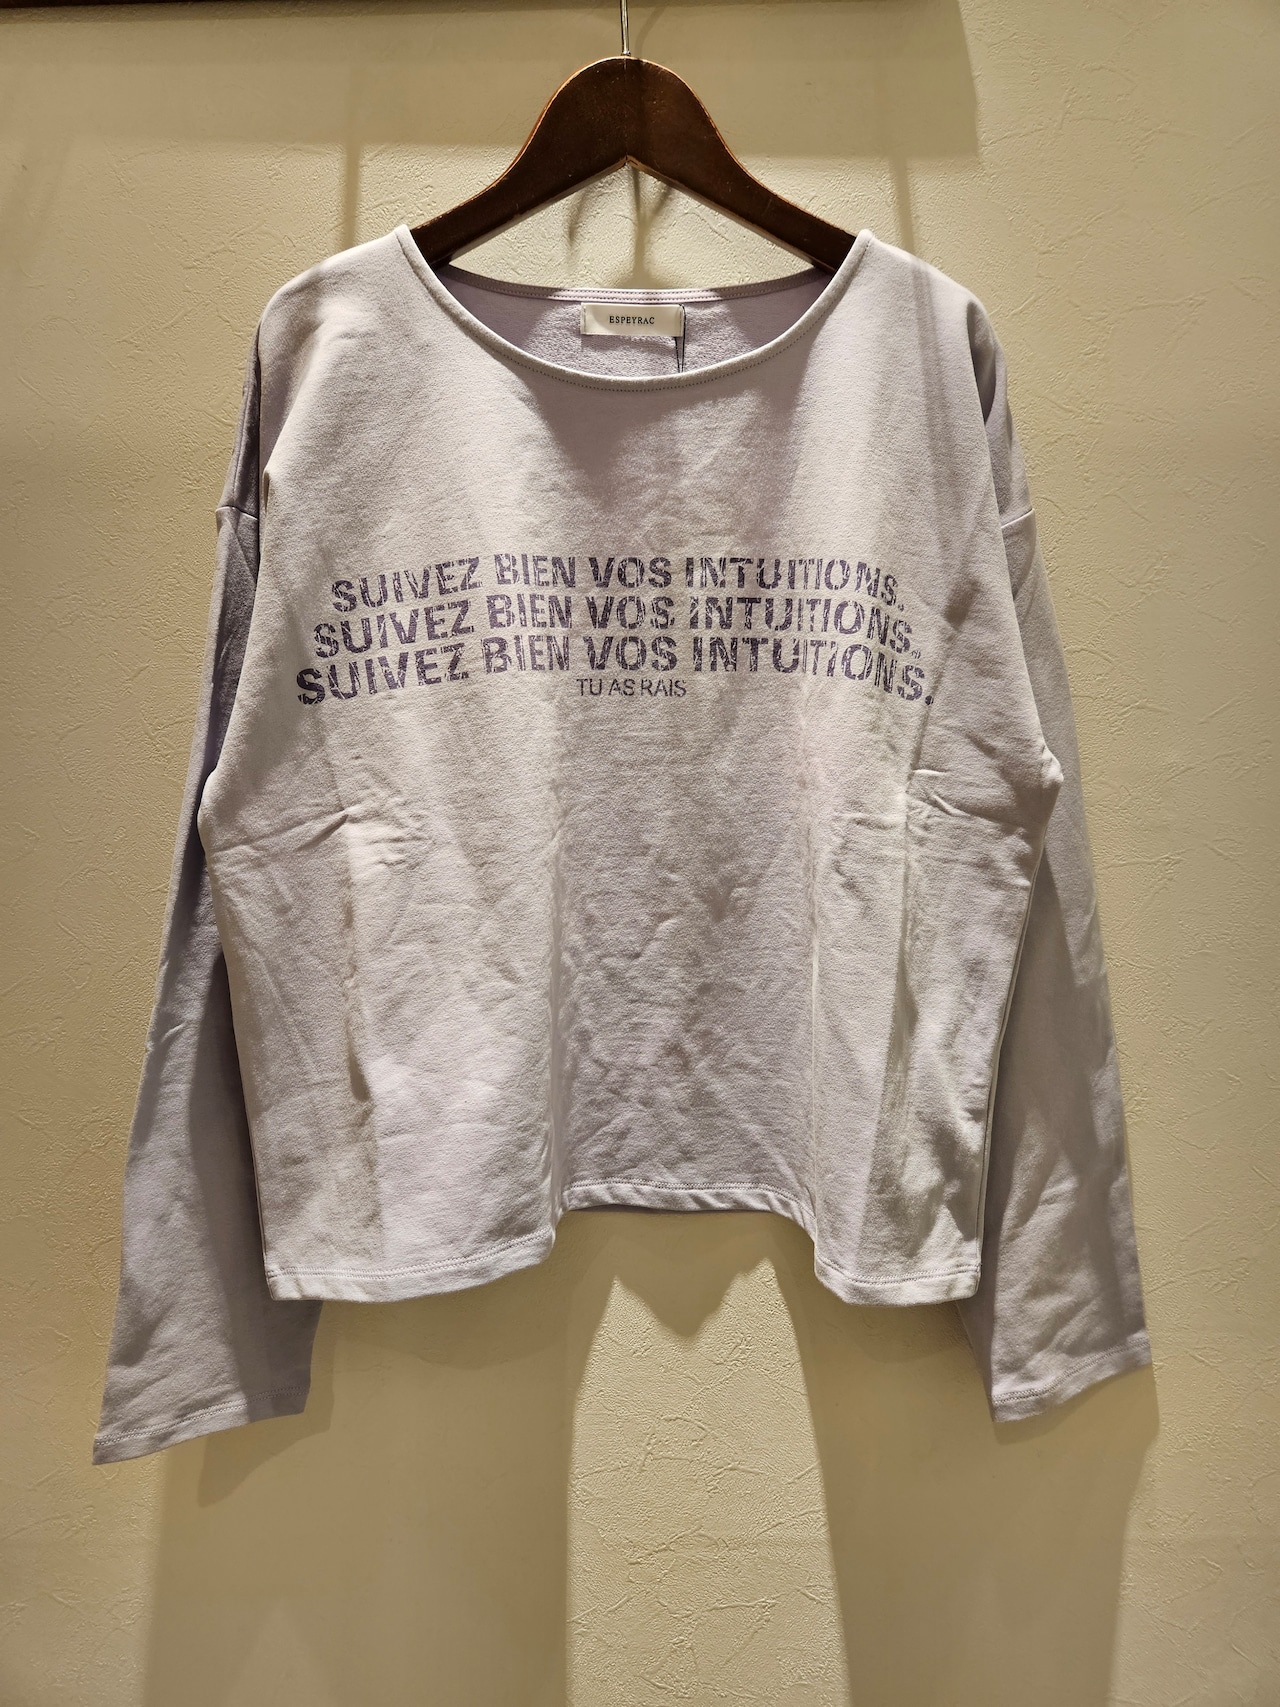 ESPEYRAC
SUIVEZ BIEN VOS INTUITIONS.
SUIVEZ BIEN VOS INTUITIONS.
SUIVEZ BIEN VOS INTUITIONS.
TU AS RAIS